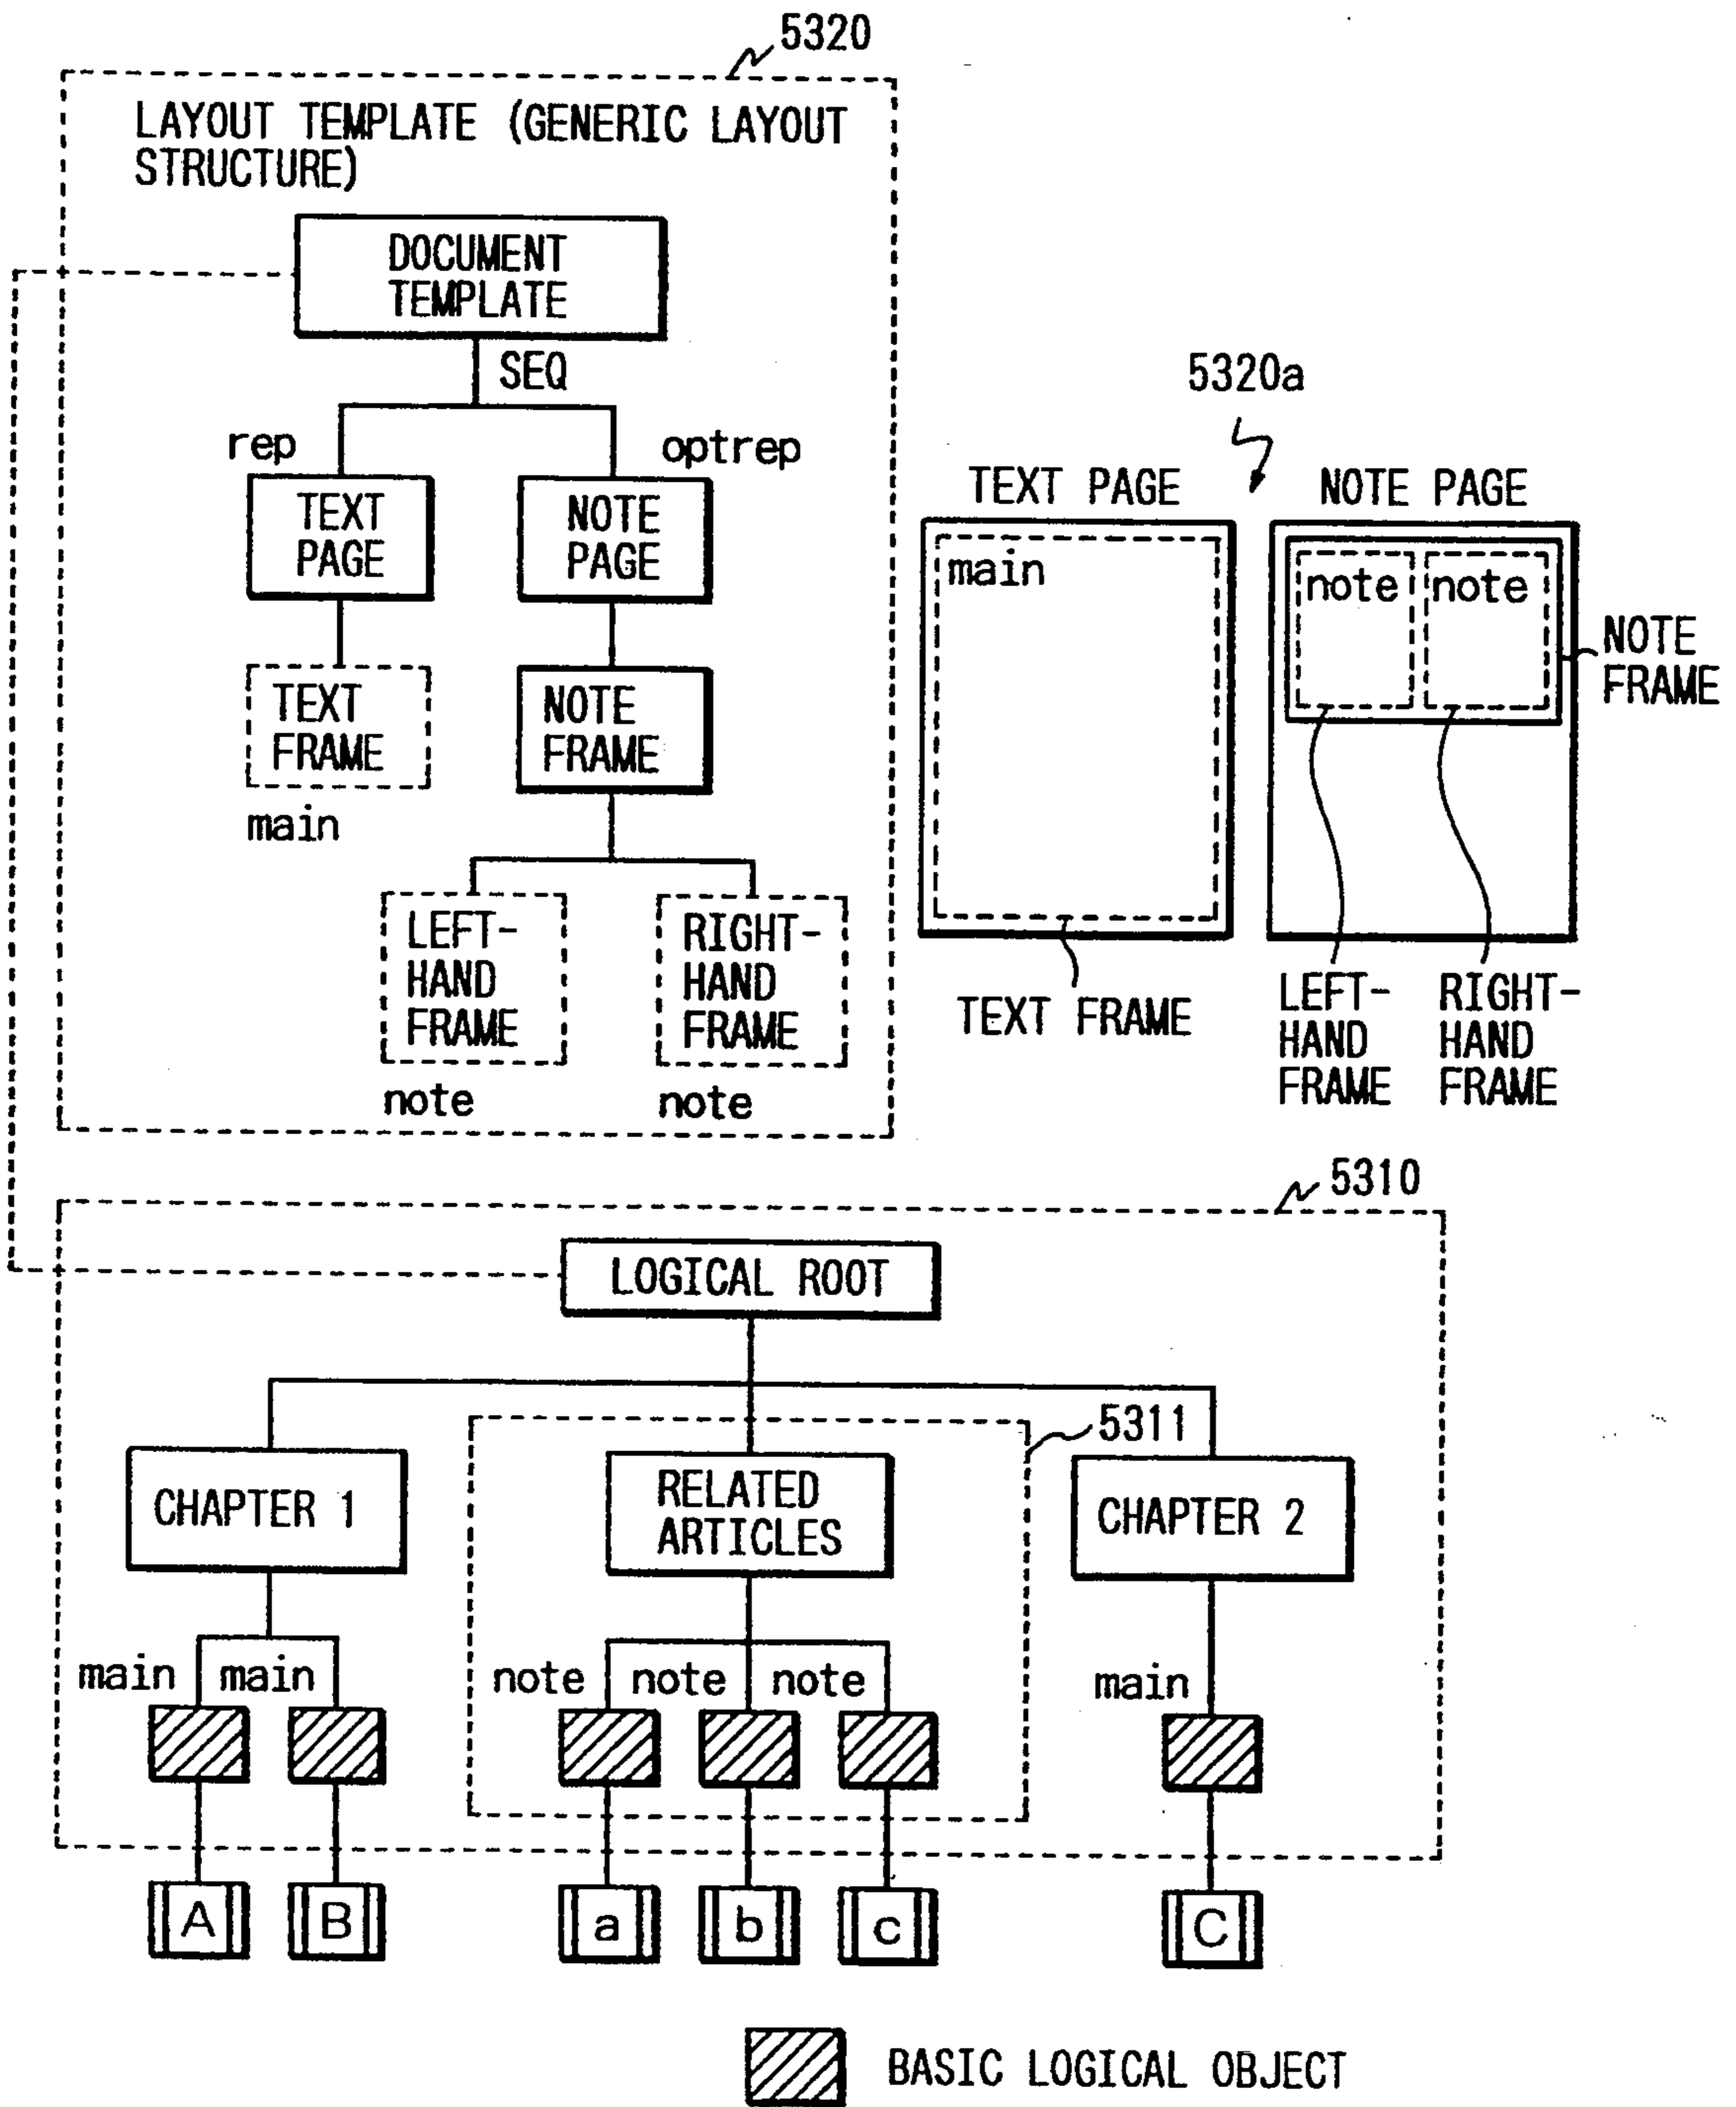 5320
LAYOUT TEMPLATE (GENERIC LAYOUT
STRUCTURE)
DOCUMENT
TEMPLATE
SEQ
rep
optrep
TEXT
PAGE
NOTE
PAGE
TEXT
FRAME
main
NOTE
FRAME
LEFT-
HAND
FRAME
note
RIGHT-
HAND
FRAME
note
5320a
TEXT PAGE
NOTE PAGE
main
note
note
NOTE
FRAME
TEXT FRAME
LEFT-
HAND
FRAME
RIGHT-
HAND
FRAME
5310
LOGICAL ROOT
5311
CHAPTER 1
RELATED
ARTICLES
CHAPTER 2
main
main
note
note
note
main
A
B
a
b
c
C
BASIC LOGICAL OBJECT